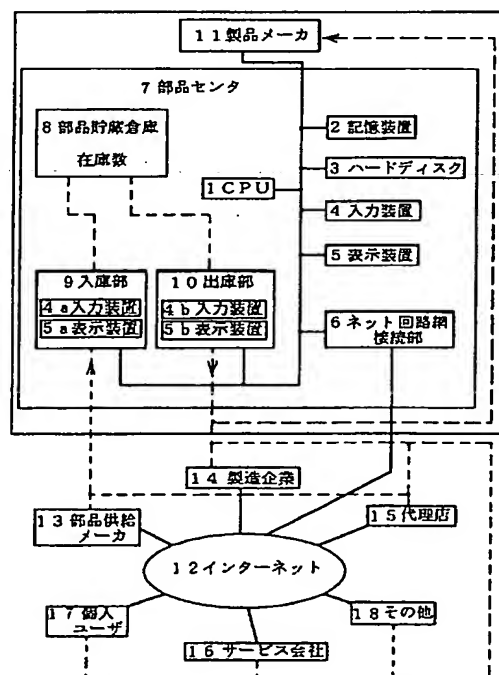 11製品メーカ
7部品センタ
8部品貯蔵倉庫
在庫数
2記憶装置
3ハードディスク
1CPU
4入力装置
5表示装置
9入庫部
4a入力装置
5a表示装置
10出庫部
4b入力装置
5b表示装置
6ネット回路網
接続部
14製造企業
13部品供給
メーカ
15代理店
12インターネット
17個人
ユーザ
18その他
16サービス会社